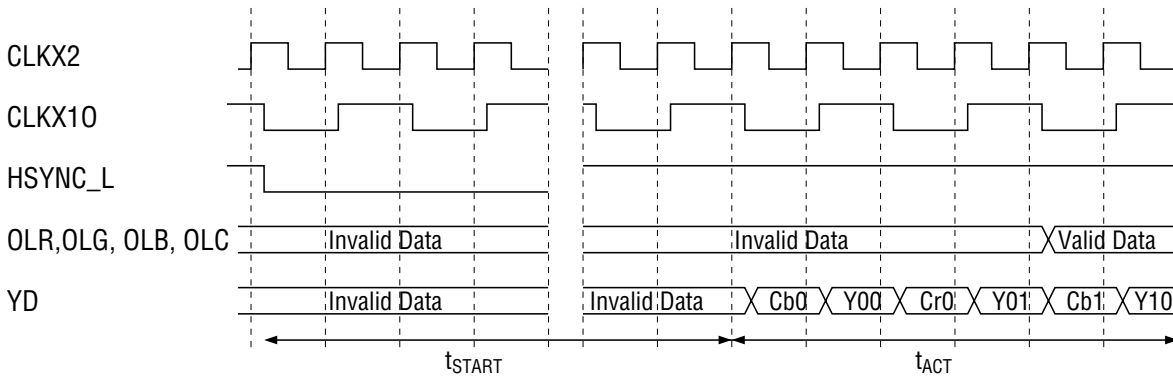 CLKX2
CLKX1O
HSYNC_L
OLR,OLG, OLB, OLC Invalid Data Invalid Data Valid Data
YD Invalid Data Invalid Data Cb0 Y00 Cr0 Y01 Cb1 Y10
tSTART tACT